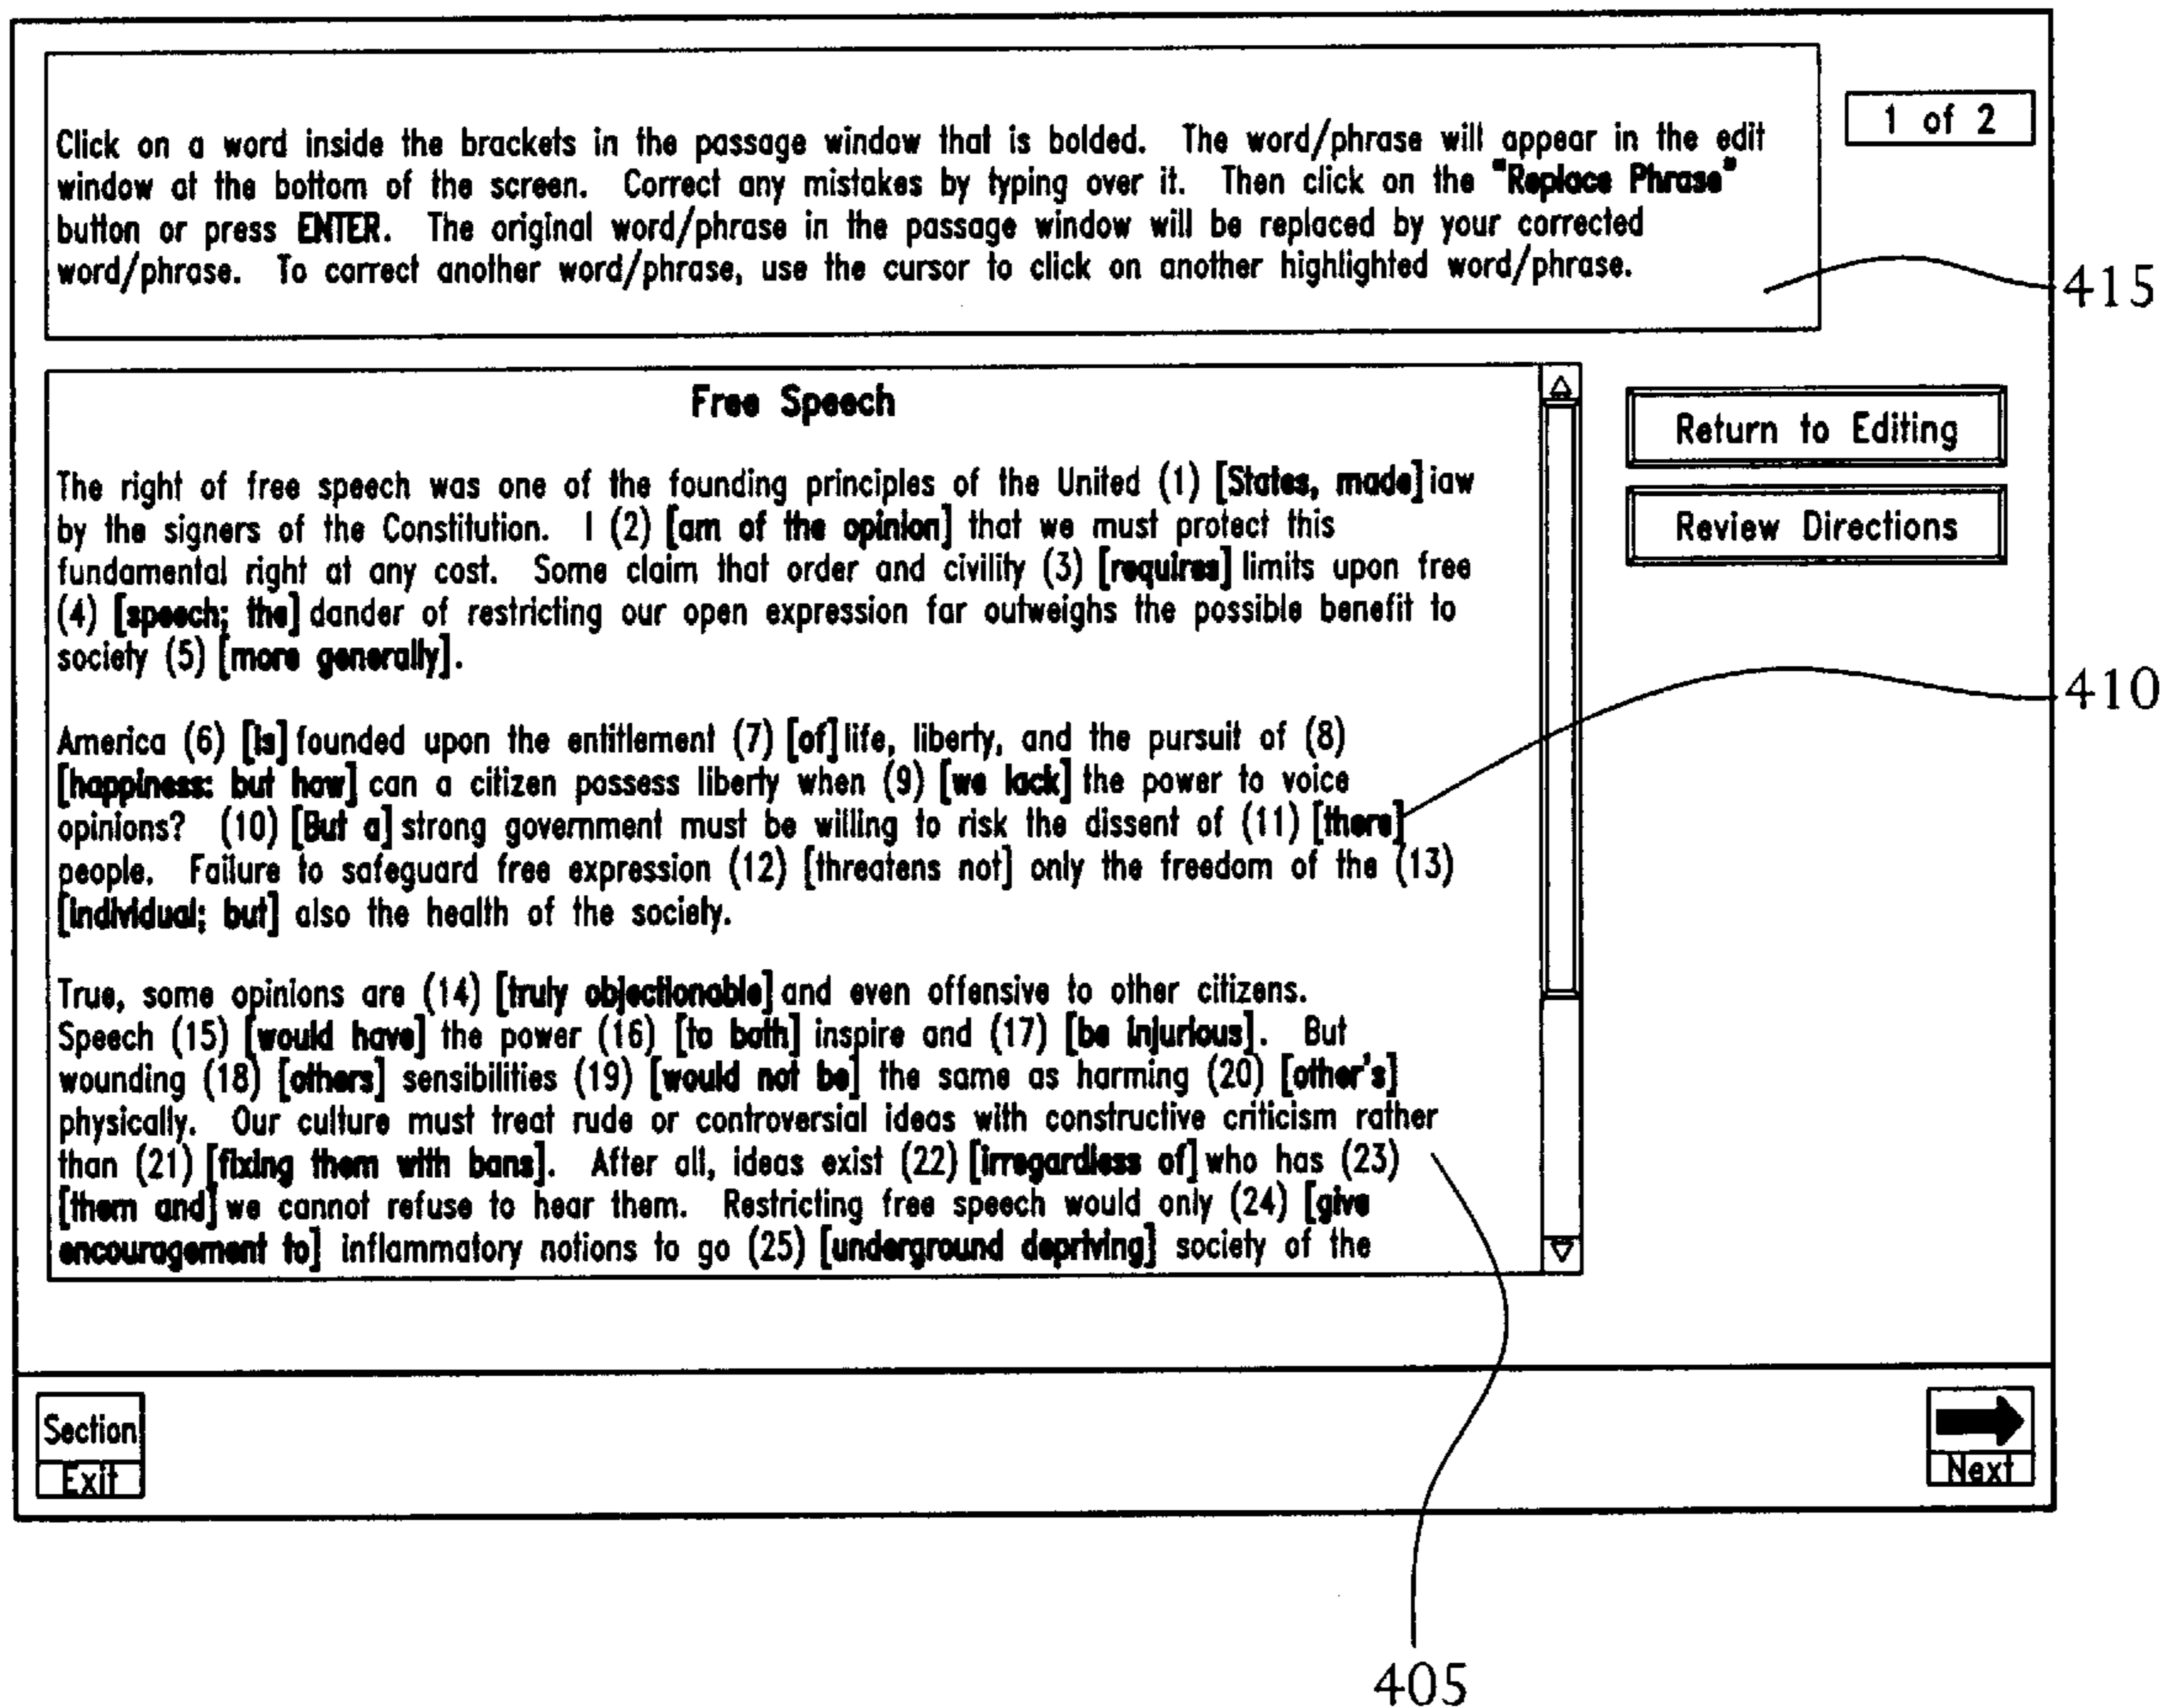 Click on a word inside the brackets in the passage window that is bolded. The word/phrase will appear in the edit
window at the bottom of the screen. Correct any mistakes by typing over it. Then click on the "Replace Phrase"
button or press ENTER. The original word/phrase in the passage window will be replaced by your corrected
word/phrase. To correct another word/phrase, use the cursor to click on another highlighted word/phrase.
1 of 2
415
Free Speech
The right of free speech was one of the founding principles of the United (1) [States, made] iaw
by the signers of the Constitution. I (2) [am of the opinion] that we must protect this
fundamental right at any cost. Some claim that order and civility (3) [requires] limits upon free
(4) [speech; the] dander of restricting our open expression far outweighs the possible benefit to
society (5) [more generally].
America (6) [is] founded upon the entitlement (7) [of] life, liberty, and the pursuit of (8)
[happiness: but how] can a citizen possess liberty when (9) [we lack] the power to voice
opinions? (10) [But a] strong government must be willing to risk the dissent of (11) [there]
people. Failure to safeguard free expression (12) [threatens not] only the freedom of the (13)
[individual; but] also the health of the society.
True, some opinions are (14) [truly objectionable] and even offensive to other citizens.
Speech (15) [would have] the power (16) [to both] inspire and (17) [be injurious]. But
wounding (18) [others] sensibilities (19) [would not be] the same as harming (20) [other's]
physically. Our culture must treat rude or controversial ideas with constructive criticism rather
than (21) [fixing them with bans]. After all, ideas exist (22) [irregardless of] who has (23)
[them and] we cannot refuse to hear them. Restricting free speech would only (24) [give
encouragement to] inflammatory notions to go (25) [underground depriving] society of the
Return to Editing
Review Directions
410
Section
Exit
Next
405